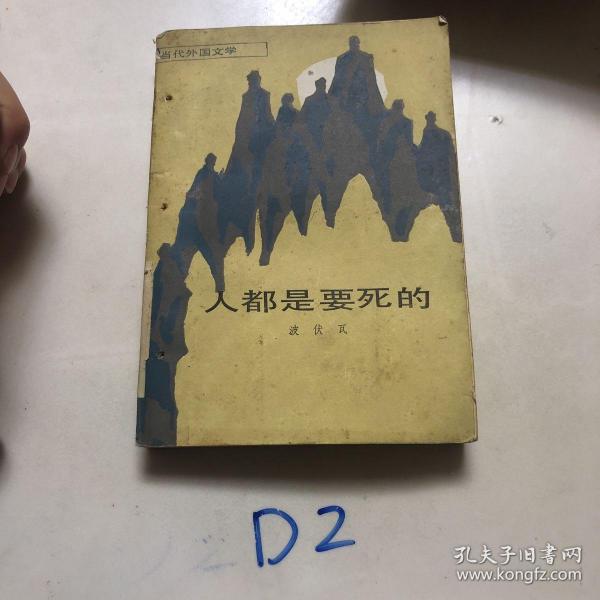 当代外国文学
人都是要死的
波伏瓦
D2
孔夫子旧书网
www.kongfz.com